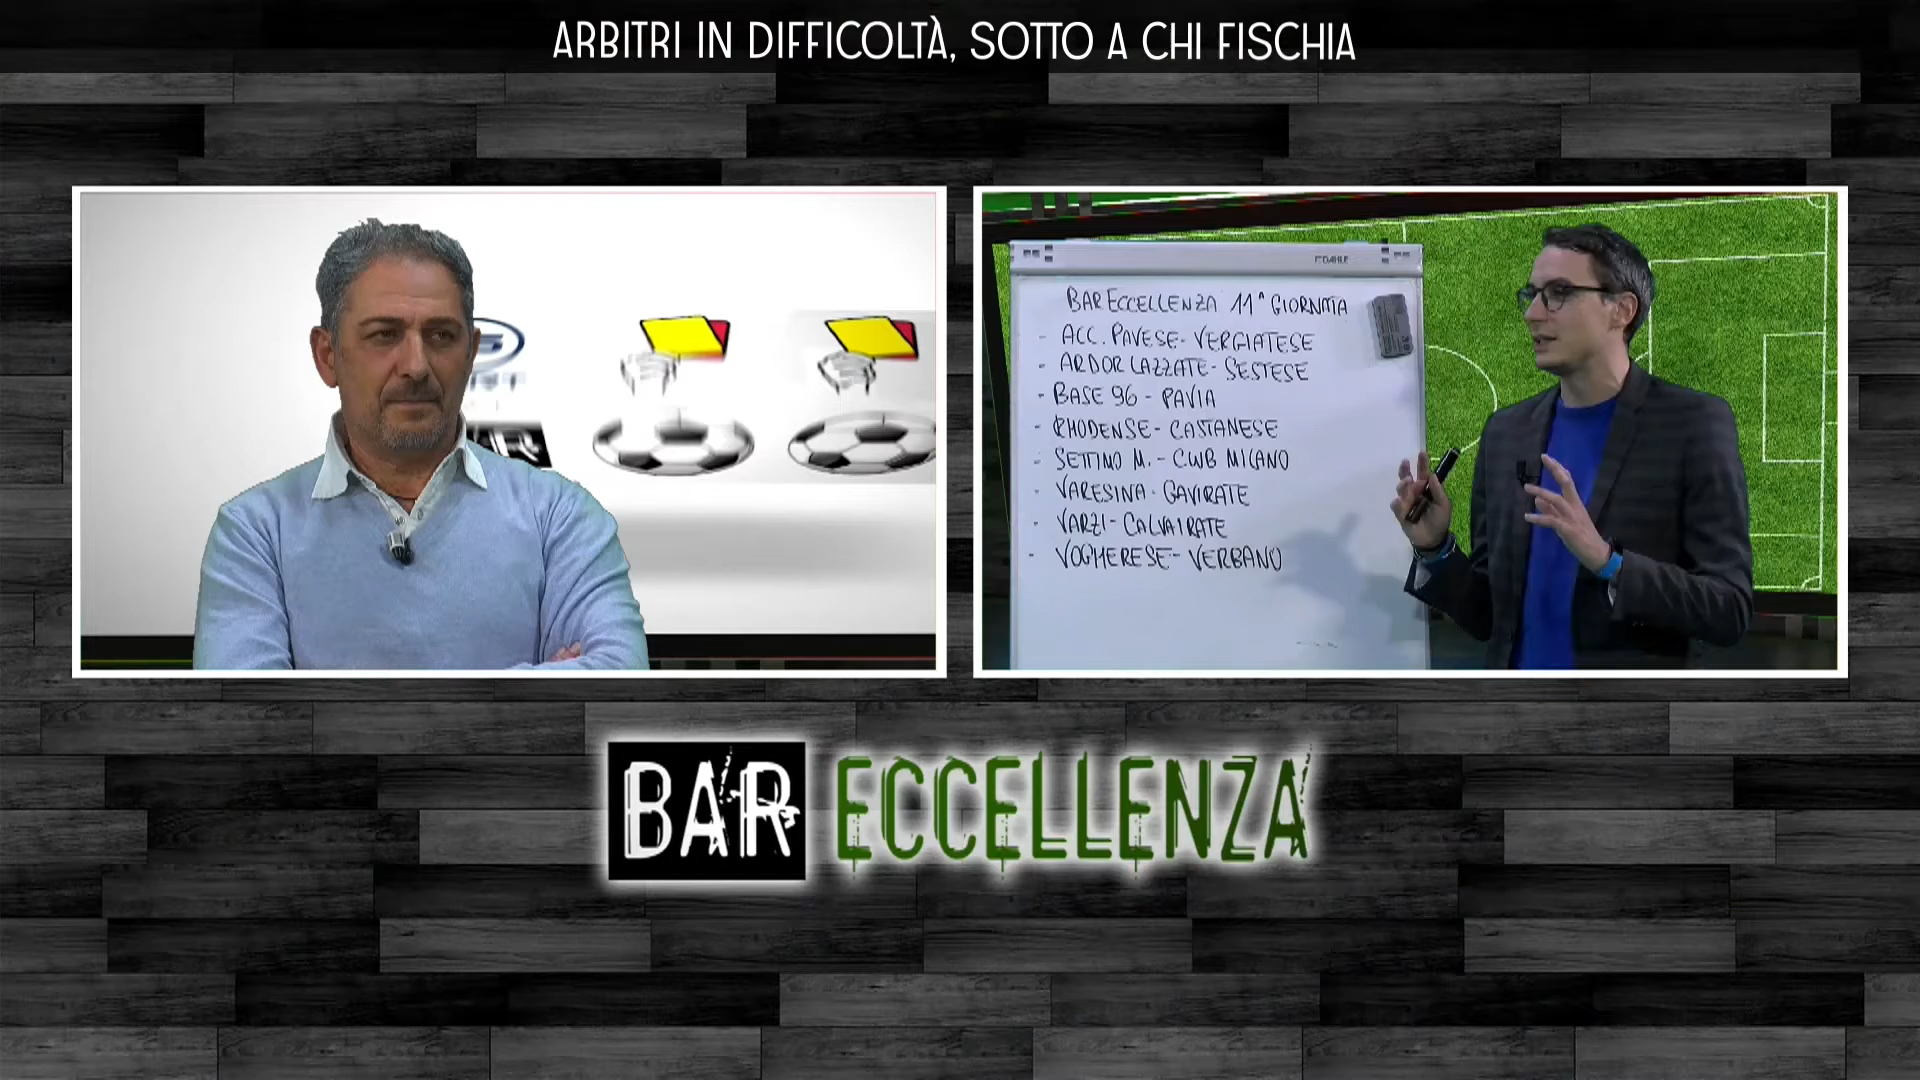 ARBITRI IN DIFFICOLTÀ, SOTTO A CHI FISCHIA
DAHLE
BAR ECCELLENZA 11ª GIORNATA
- ACC. PAVESE - VERGIATESE
- ARDOR LAZZATE - SESTESE
- BASE 96 - PAVIA
- RHODENSE - CASTANESE
- SETTIMO M. - CWB MILANO
- VARESINA - GAVIRATE
- VARZI - CALVAIRATE
- VOGHERESE - VERBANO
BAR ECCELLENZA